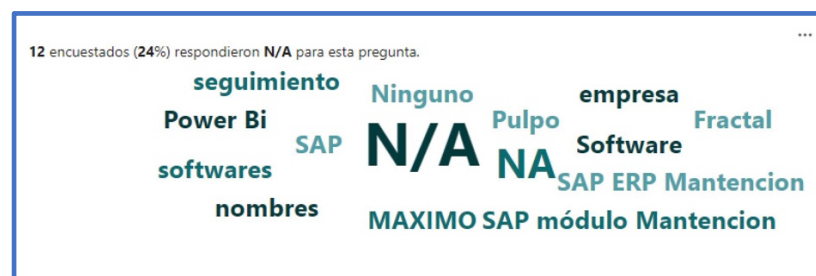 ...
12 encuestados (24%) respondieron N/A para esta pregunta.
seguimiento
Ninguno
empresa
Power Bi
Pulpo
Fractal
SAP
N/A
NA
Software
softwares
SAP ERP Mantencion
nombres
MAXIMO SAP módulo Mantencion